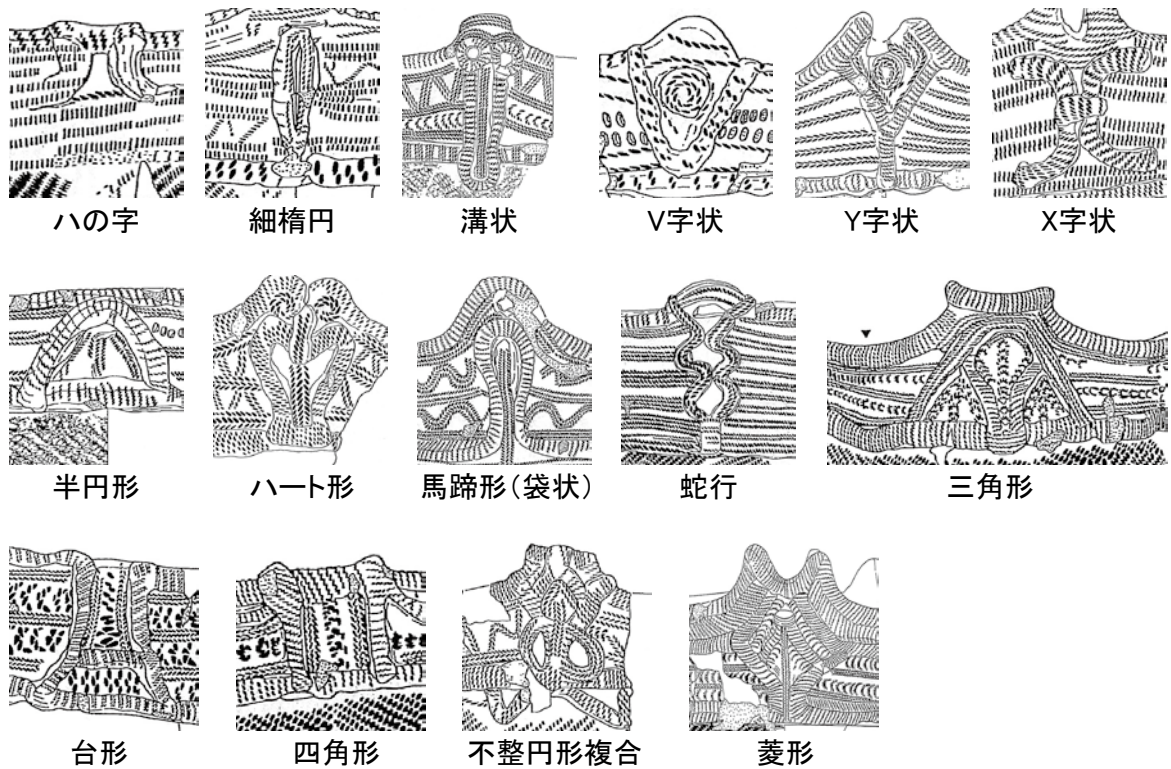 ハの字 細楕円 溝状 V字状 Y字状 X字状
半円形 ハート形 馬蹄形（袋状） 蛇行 三角形
台形 四角形 不整円形複合 菱形